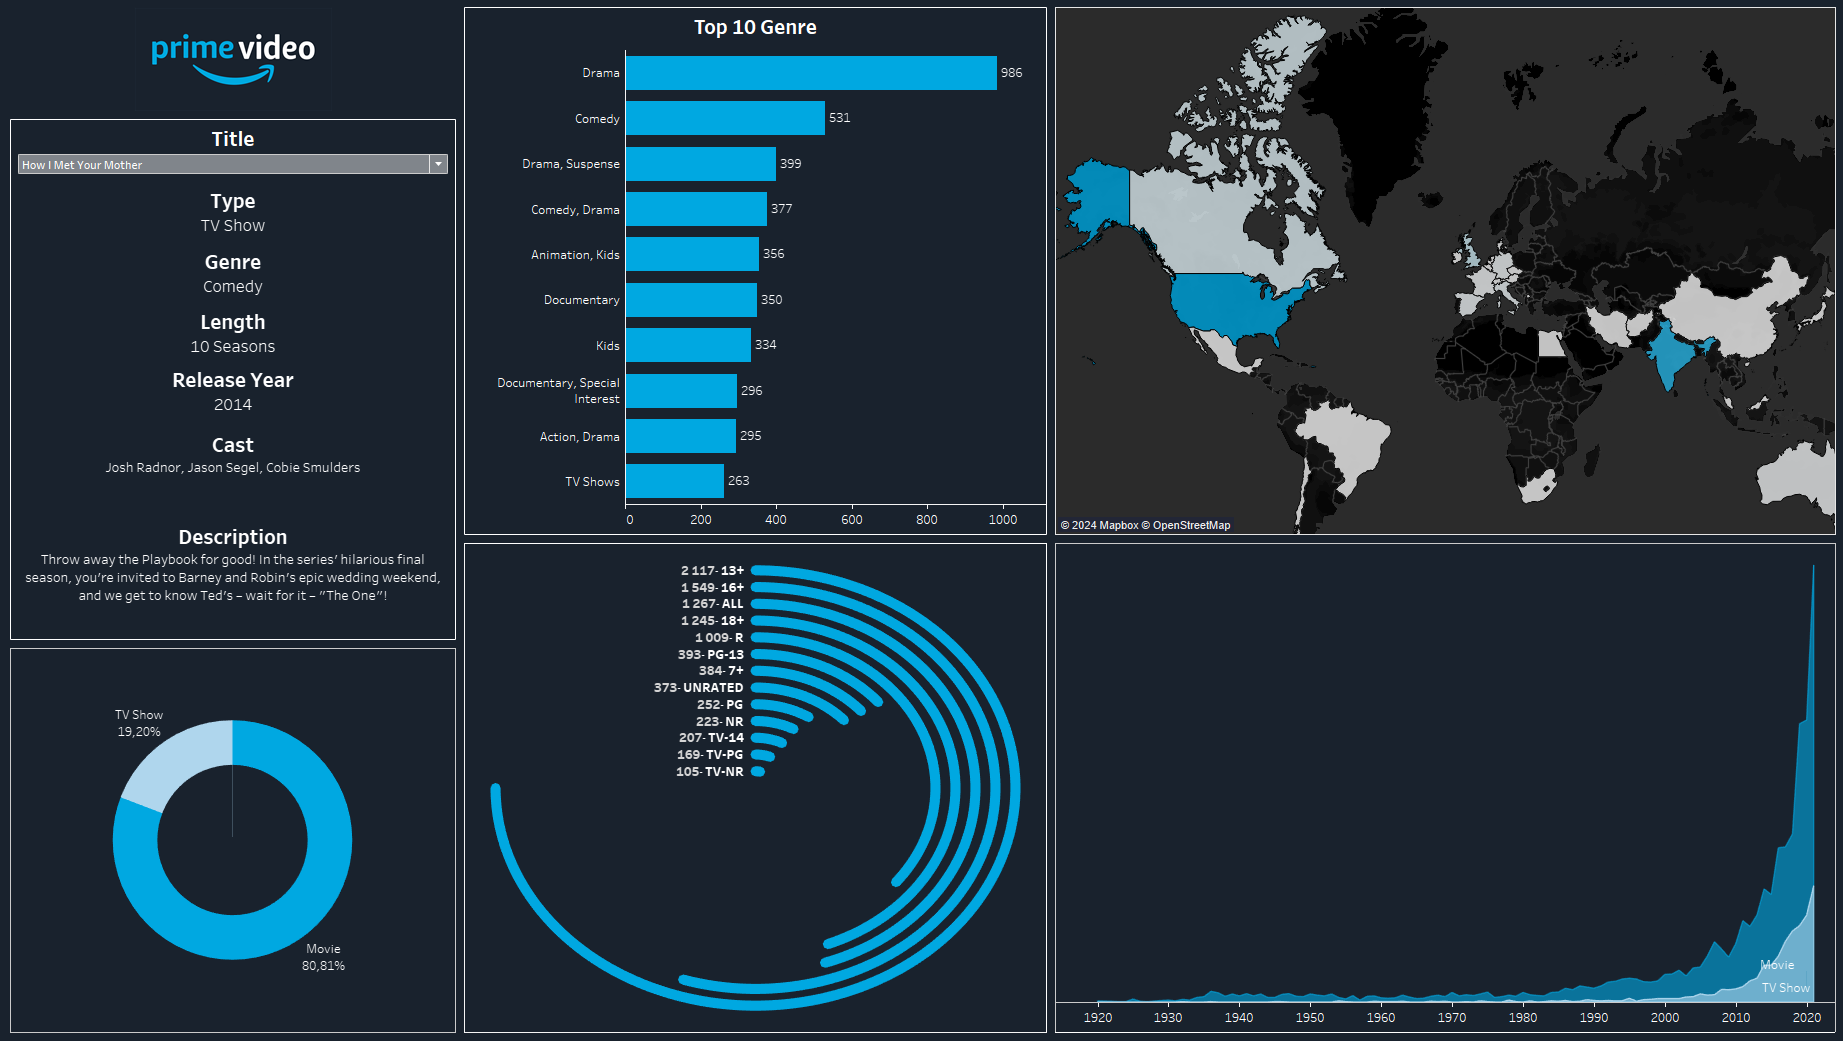 prime video
Title
How I Met Your Mother
Type
TV Show
Genre
Comedy
Length
10 Seasons
Release Year
2014
Cast
Josh Radnor, Jason Segel, Cobie Smulders
Description
Throw away the Playbook for good! In the series’ hilarious final
season, you’re invited to Barney and Robin’s epic wedding weekend,
and we get to know Ted’s – wait for it – ”The One”!
TV Show
19,20%
Movie
80,81%
Top 10 Genre
Drama 986
Comedy 531
Drama, Suspense 399
Comedy, Drama 377
Animation, Kids 356
Documentary 350
Kids 334
Documentary, Special
Interest 296
Action, Drama 295
TV Shows 263
0 200 400 600 800 1000
2 117- 13+
1 549- 16+
1 267- ALL
1 245- 18+
1 009- R
393- PG-13
384- 7+
373- UNRATED
252- PG
223- NR
207- TV-14
169- TV-PG
105- TV-NR
© 2024 Mapbox © OpenStreetMap
Movie
TV Show
1920 1930 1940 1950 1960 1970 1980 1990 2000 2010 2020